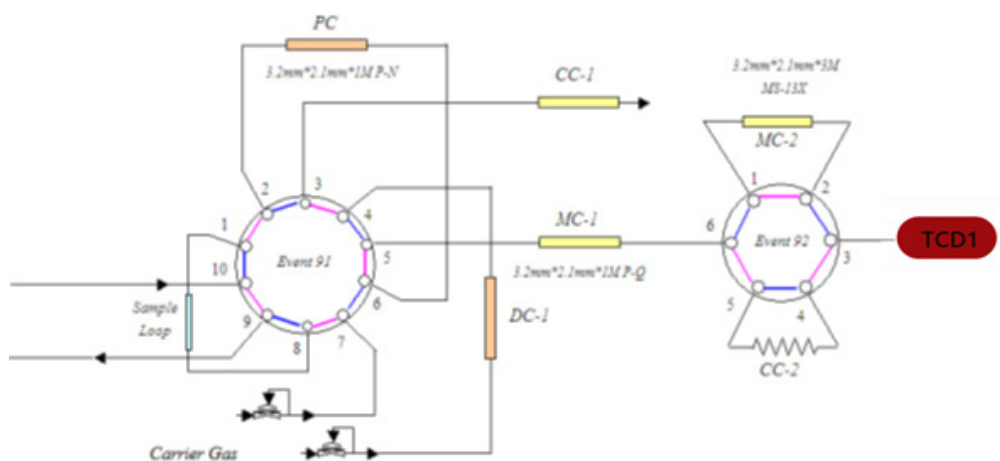 PC
3.2mm*2.1mm*1M P-N
CC-1
3.2mm*2.1mm*3M
MS-13X
MC-2
1
2
3
4
5
6
7
8
9
10
Event 91
Sample
Loop
MC-1
3.2mm*2.1mm*1M P-Q
DC-1
1
2
3
4
5
6
Event 92
TCD1
CC-2
Carrier Gas